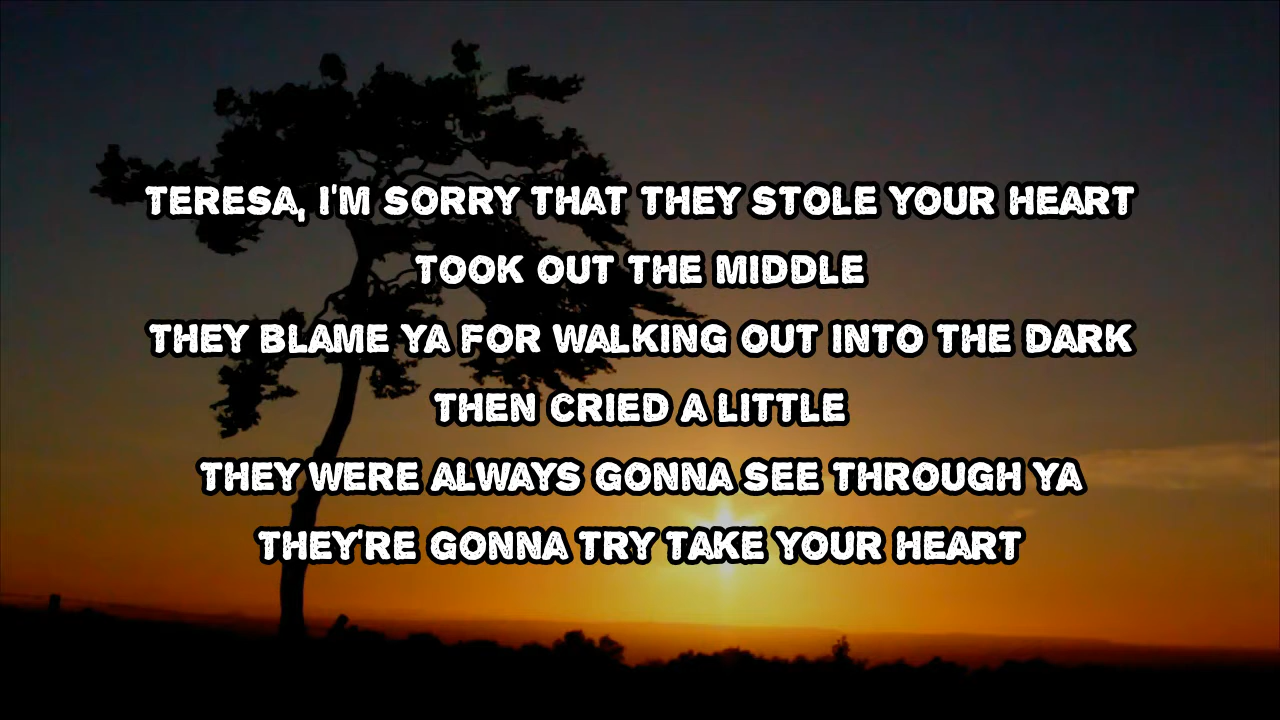 TERESA, I'M SORRY THAT THEY STOLE YOUR HEART
TOOK OUT THE MIDDLE
THEY BLAME YA FOR WALKING OUT INTO THE DARK
THEN CRIED A LITTLE
THEY WERE ALWAYS GONNA SEE THROUGH YA
THEY'RE GONNA TRY TAKE YOUR HEART